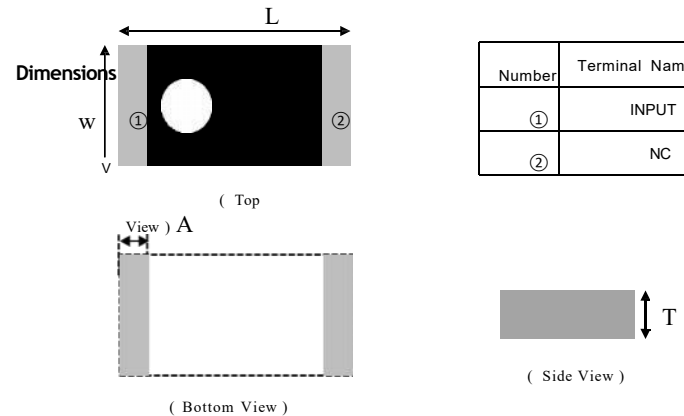 L
Dimensions
W
①
②
V
( Top
View ) A
( Bottom View )
Number Terminal Nam
① INPUT
② NC
T
( Side View )